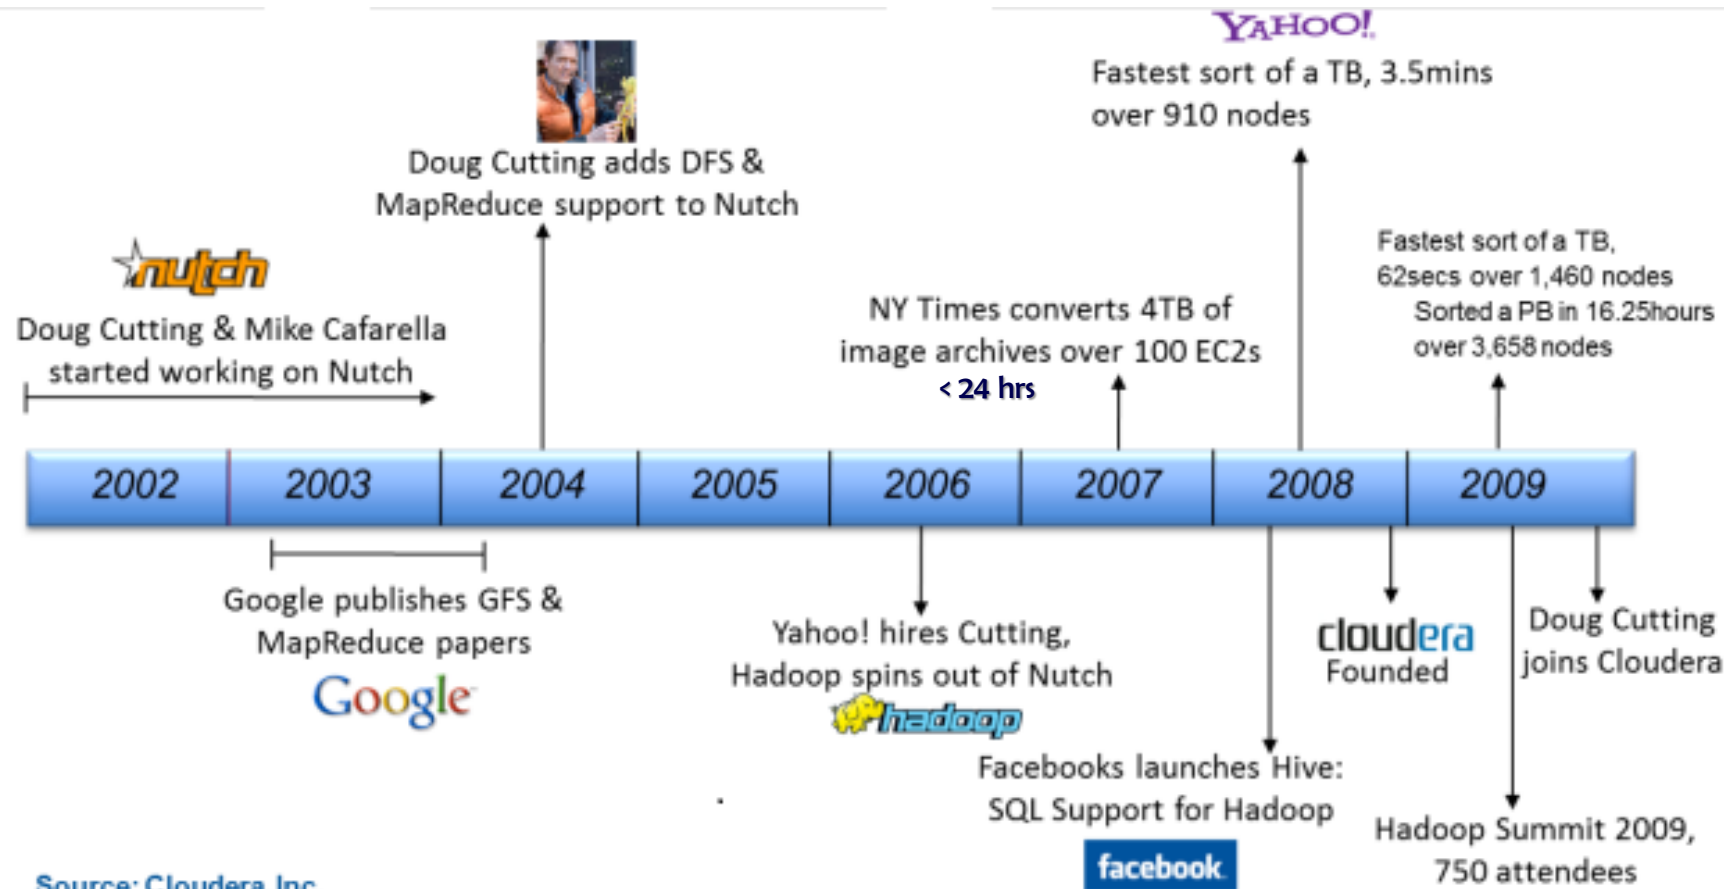 YAHOO!
Fastest sort of a TB, 3.5mins
over 910 nodes
Doug Cutting adds DFS &
MapReduce support to Nutch
Fastest sort of a TB,
62secs over 1,460 nodes
Sorted a PB in 16.25hours
over 3,658 nodes
nutch
Doug Cutting & Mike Cafarella
started working on Nutch
NY Times converts 4TB of
image archives over 100 EC2s
< 24 hrs
2002 2003 2004 2005 2006 2007 2008 2009
Google publishes GFS &
MapReduce papers
Google
Yahoo! hires Cutting,
Hadoop spins out of Nutch
hadoop
cloudera
Founded
Doug Cutting
joins Cloudera
Facebooks launches Hive:
SQL Support for Hadoop
facebook
Hadoop Summit 2009,
750 attendees
Source: Cloudera, Inc